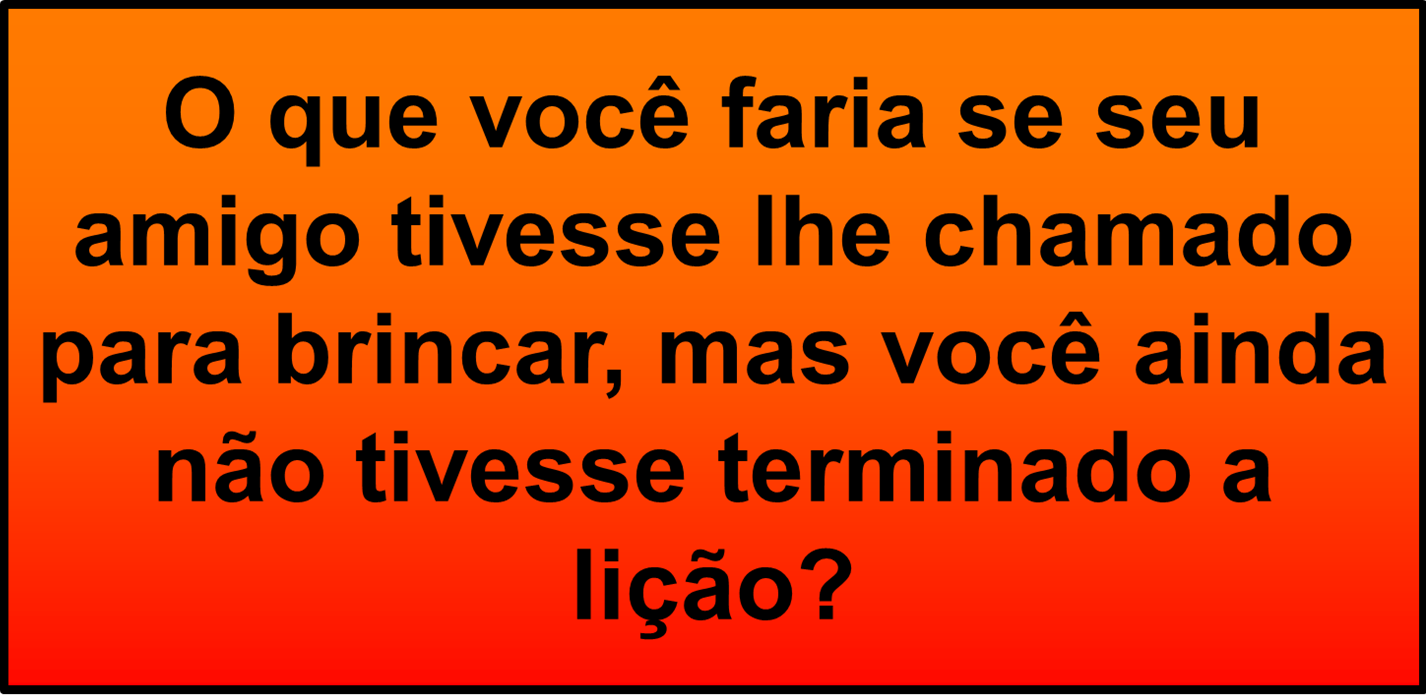 O que você faria se seu
amigo tivesse lhe chamado
para brincar, mas você ainda
não tivesse terminado a
lição?